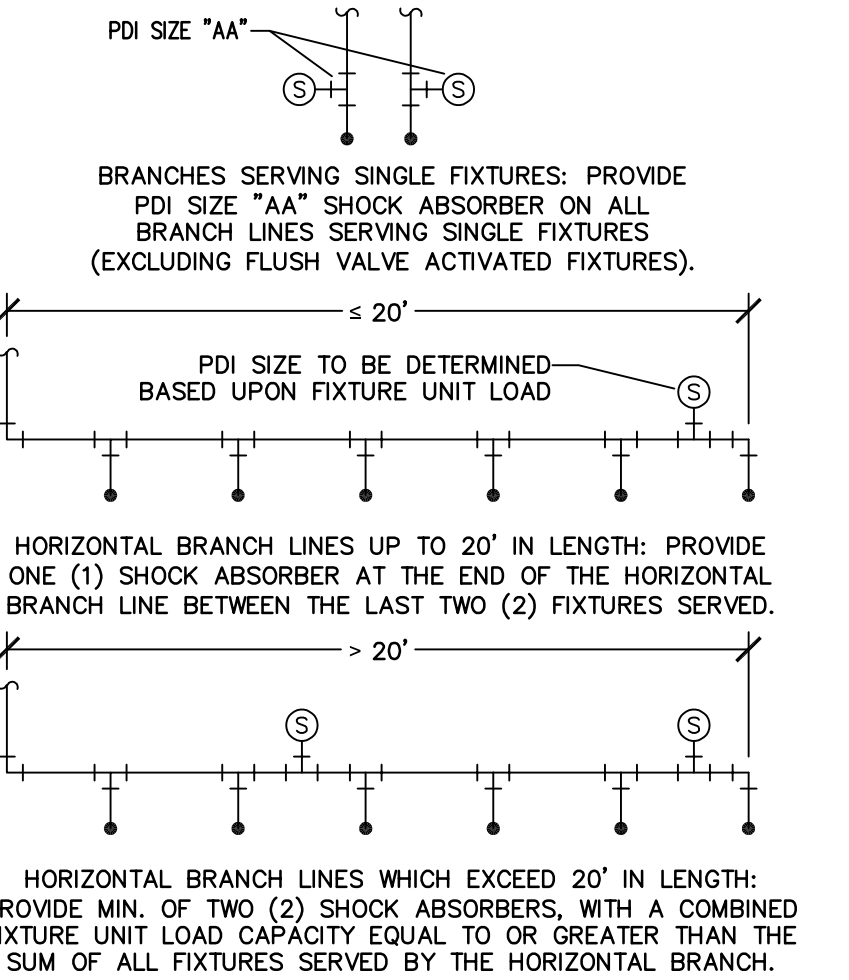 PDI SIZE "AA"
S S
BRANCHES SERVING SINGLE FIXTURES: PROVIDE
PDI SIZE "AA" SHOCK ABSORBER ON ALL
BRANCH LINES SERVING SINGLE FIXTURES
(EXCLUDING FLUSH VALVE ACTIVATED FIXTURES).
≤ 20'
PDI SIZE TO BE DETERMINED
BASED UPON FIXTURE UNIT LOAD
S
HORIZONTAL BRANCH LINES UP TO 20' IN LENGTH: PROVIDE
ONE (1) SHOCK ABSORBER AT THE END OF THE HORIZONTAL
BRANCH LINE BETWEEN THE LAST TWO (2) FIXTURES SERVED.
> 20'
S S
HORIZONTAL BRANCH LINES WHICH EXCEED 20' IN LENGTH:
ROVIDE MIN. OF TWO (2) SHOCK ABSORBERS, WITH A COMBINED
IXTURE UNIT LOAD CAPACITY EQUAL TO OR GREATER THAN THE
SUM OF ALL FIXTURES SERVED BY THE HORIZONTAL BRANCH.